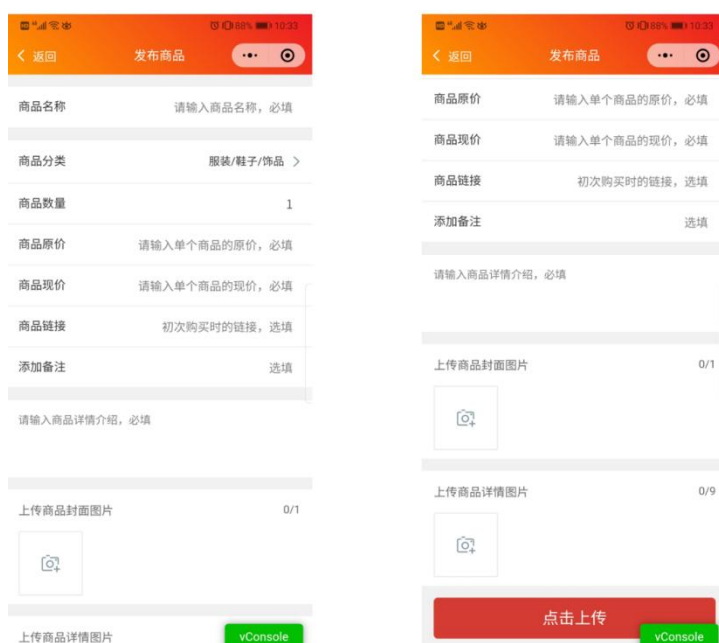 88% 10:33
返回 发布商品
商品名称 请输入商品名称，必填
商品分类 服装/鞋子/饰品
商品数量 1
商品原价 请输入单个商品的原价，必填
商品现价 请输入单个商品的现价，必填
商品链接 初次购买时的链接，选填
添加备注 选填
请输入商品详情介绍，必填
上传商品封面图片 0/1
上传商品详情图片
vConsole
88% 10:33
返回 发布商品
商品原价 请输入单个商品的原价，必填
商品现价 请输入单个商品的现价，必填
商品链接 初次购买时的链接，选填
添加备注 选填
请输入商品详情介绍，必填
上传商品封面图片 0/1
上传商品详情图片 0/9
点击上传
vConsole